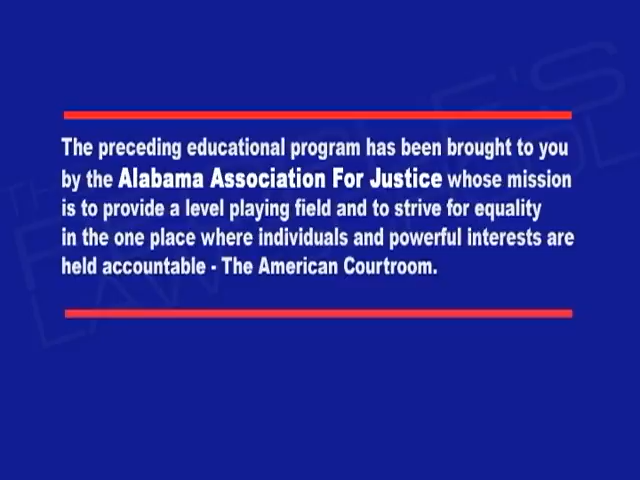 The preceding educational program has been brought to you
by the Alabama Association For Justice whose mission
is to provide a level playing field and to strive for equality
in the one place where individuals and powerful interests are
held accountable - The American Courtroom.